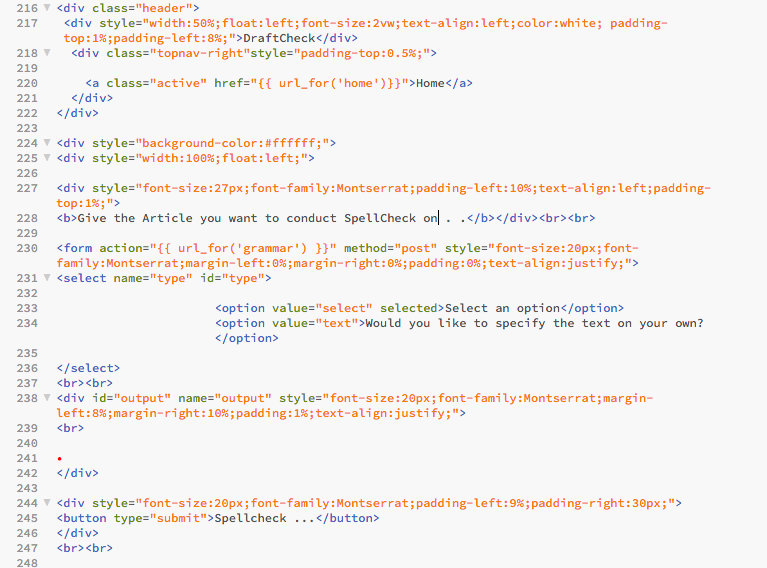 216 <div class="header">
217 <div style="width:50%;float:left;font-size:2vw;text-align:left;color:white; padding-
top:1%;padding-left:8%;">DraftCheck</div>
218 <div class="topnav-right"style="padding-top:0.5%;">
219
220 <a class="active" href="{{ url_for('home')}}">Home</a>
221 </div>
222 </div>
223
224 <div style="background-color:#ffffff;">
225 <div style="width:100%;float:left;">
226
227 <div style="font-size:27px;font-family:Montserrat;padding-left:10%;text-align:left;padding-
top:1%;">
228 <b>Give the Article you want to conduct SpellCheck on . .</b></div><br><br>
229
230 <form action="{{ url_for('grammar') }}" method="post" style="font-size:20px;font-
family:Montserrat;margin-left:0%;margin-right:0%;padding:0%;text-align:justify;">
231 <select name="type" id="type">
232
233 <option value="select" selected>Select an option</option>
234 <option value="text">Would you like to specify the text on your own?
</option>
235
236 </select>
237 <br><br>
238 <div id="output" name="output" style="font-size:20px;font-family:Montserrat;margin-
left:8%;margin-right:10%;padding:1%;text-align:justify;">
239 <br>
240
241 •
242 </div>
243
244 <div style="font-size:20px;font-family:Montserrat;padding-left:9%;padding-right:30px;">
245 <button type="submit">Spellcheck ...</button>
246 </div>
247 <br><br>
248